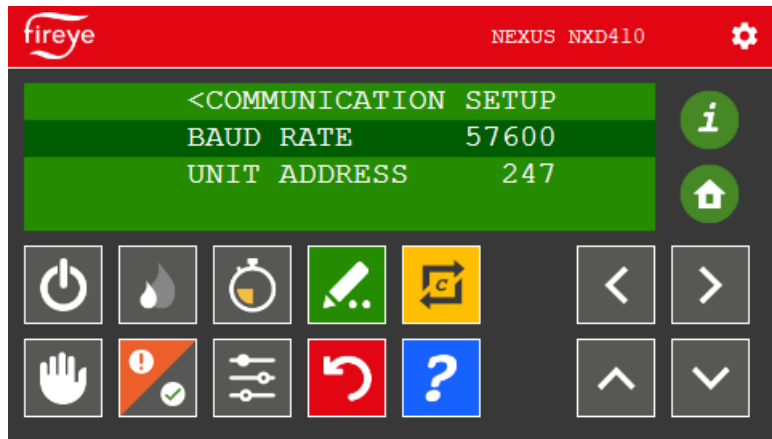 fireye
NEXUS NXD410
<COMMUNICATION SETUP
BAUD RATE 57600
UNIT ADDRESS 247
i
C
?